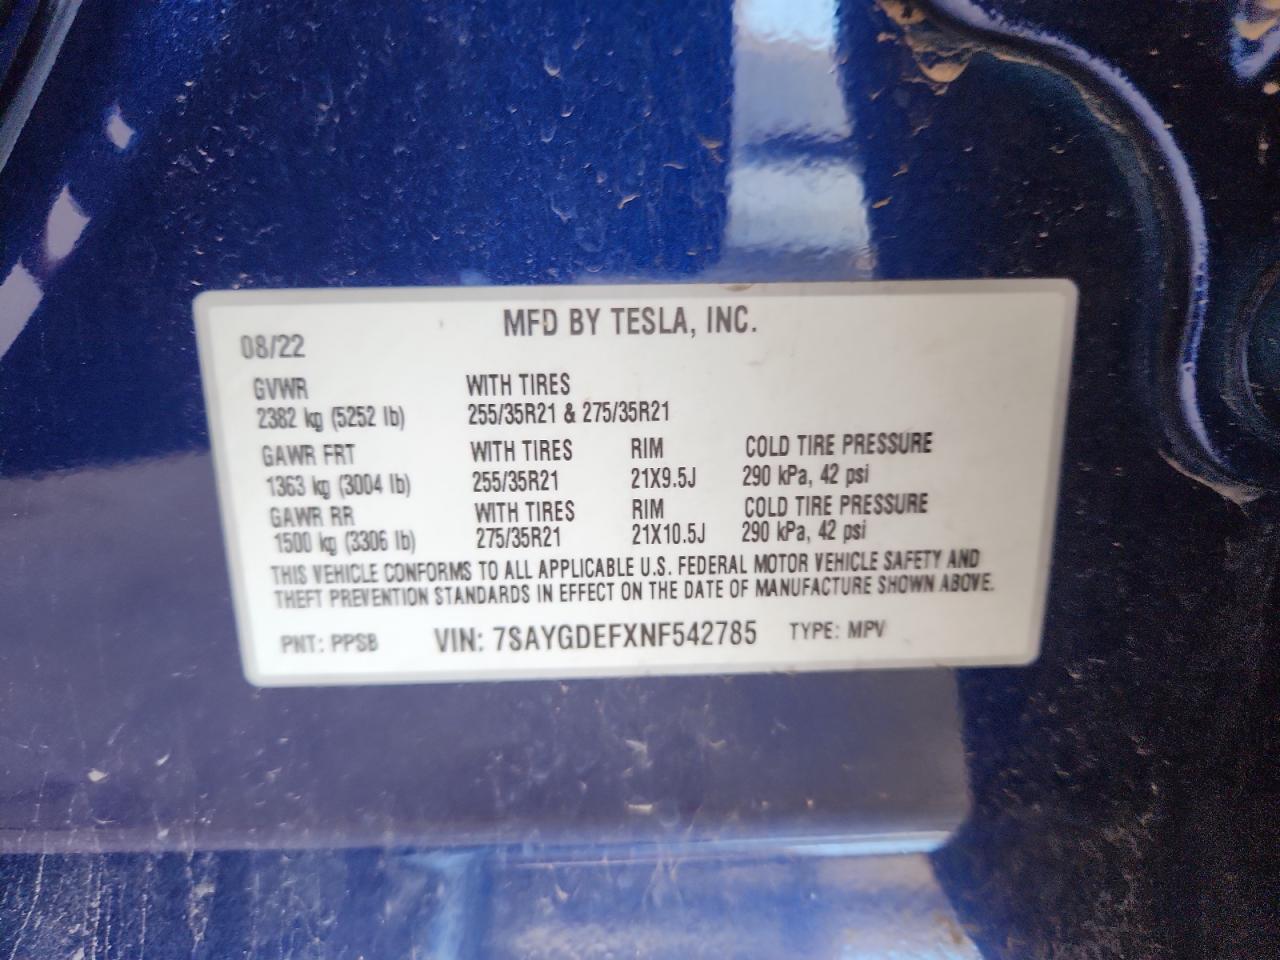 MFD BY TESLA, INC.
08/22
GVWR WITH TIRES
2382 kg (5252 lb) 255/35R21 & 275/35R21
GAWR FRT WITH TIRES RIM COLD TIRE PRESSURE
1363 kg (3004 lb) 255/35R21 21X9.5J 290 kPa, 42 psi
GAWR RR WITH TIRES RIM COLD TIRE PRESSURE
1500 kg (3306 lb) 275/35R21 21X10.5J 290 kPa, 42 psi
THIS VEHICLE CONFORMS TO ALL APPLICABLE U.S. FEDERAL MOTOR VEHICLE SAFETY AND
THEFT PREVENTION STANDARDS IN EFFECT ON THE DATE OF MANUFACTURE SHOWN ABOVE.
PNT: PPSB VIN: 7SAYGDEFXNF542785 TYPE: MPV